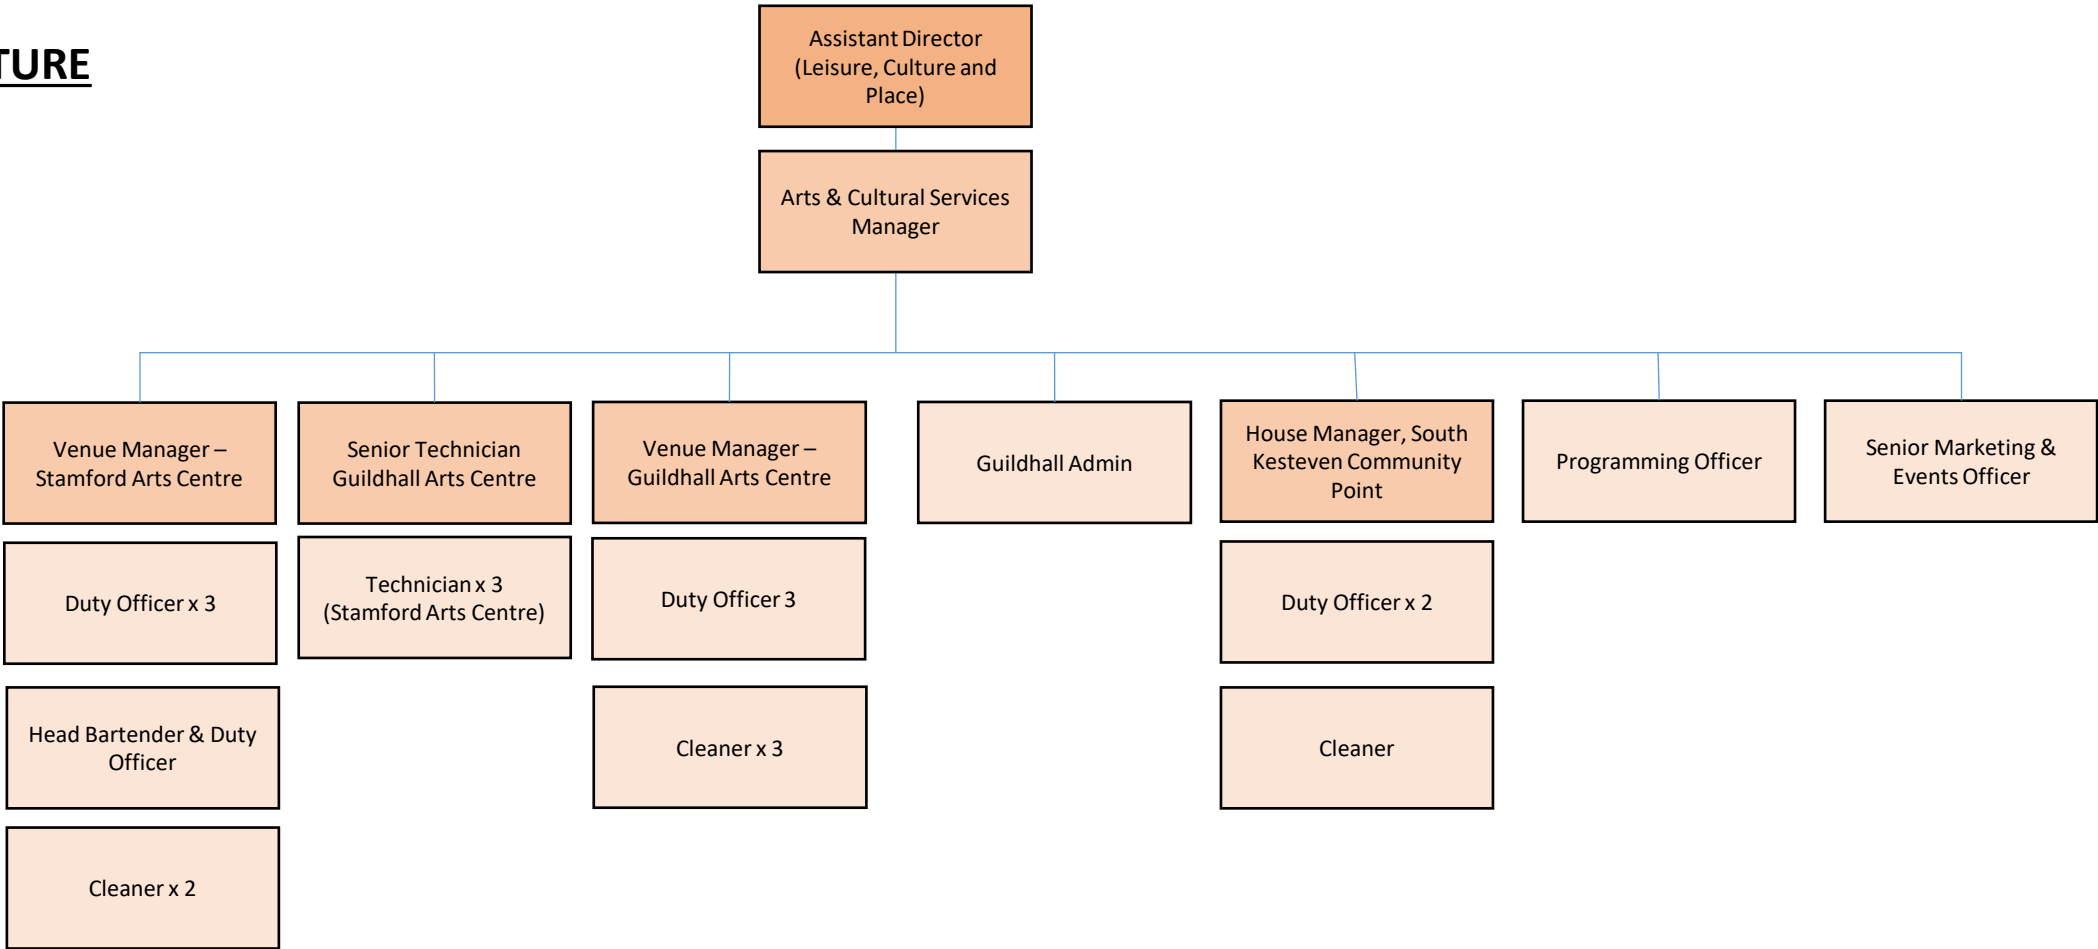 TURE
Assistant Director
(Leisure, Culture and
Place)
Arts & Cultural Services
Manager
Venue Manager –
Stamford Arts Centre
Senior Technician
Guildhall Arts Centre
Venue Manager –
Guildhall Arts Centre
Guildhall Admin
House Manager, South
Kesteven Community
Point
Programming Officer
Senior Marketing &
Events Officer
Duty Officer x 3
Technician x 3
(Stamford Arts Centre)
Duty Officer 3
Duty Officer x 2
Head Bartender & Duty
Officer
Cleaner x 3
Cleaner
Cleaner x 2